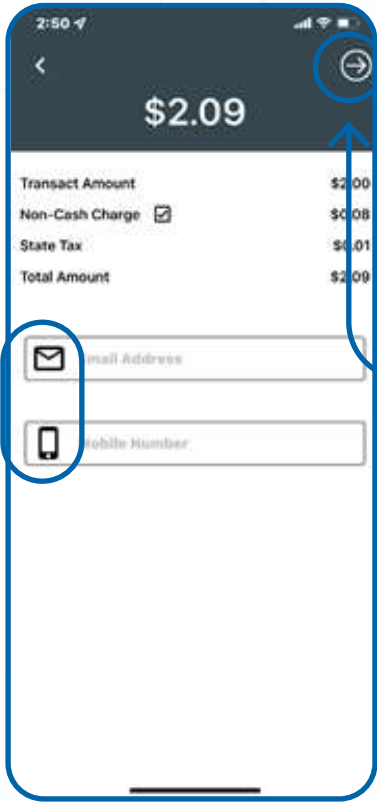 2:50
$2.09
Transact Amount $2.00
Non-Cash Charge $0.08
State Tax $0.01
Total Amount $2.09
Email Address
Mobile Number